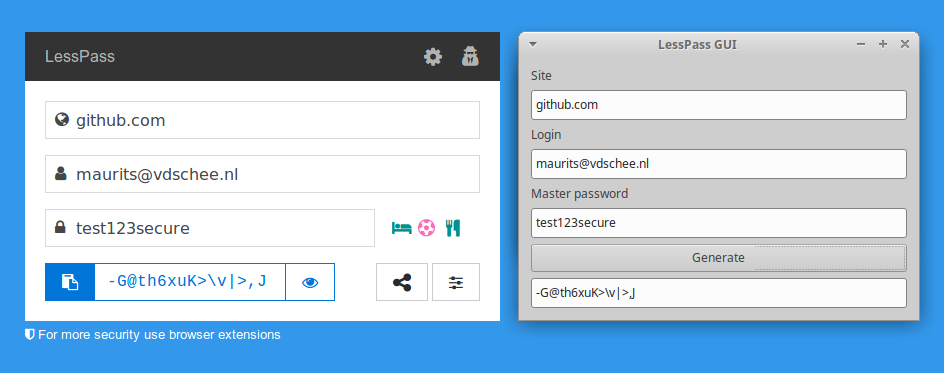 LessPass
github.com
maurits@vdschee.nl
test123secure
-G@th6xuK>\v|>,J
For more security use browser extensions
LessPass GUI
Site
github.com
Login
maurits@vdschee.nl
Master password
test123secure
Generate
-G@th6xuK>\v|>,J